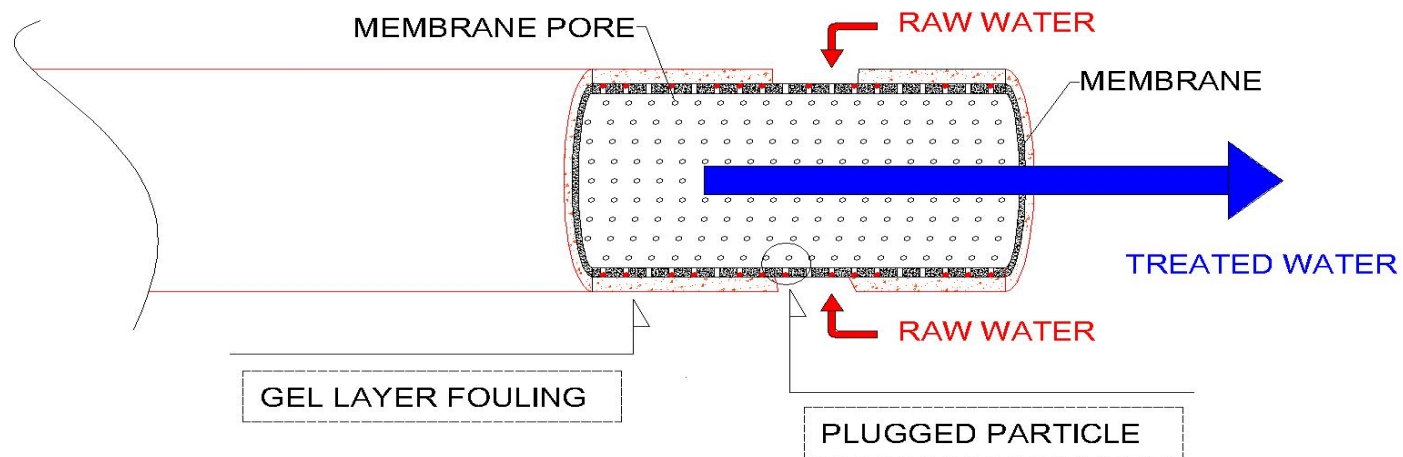 RAW WATER
MEMBRANE PORE
MEMBRANE
TREATED WATER
RAW WATER
GEL LAYER FOULING
PLUGGED PARTICLE